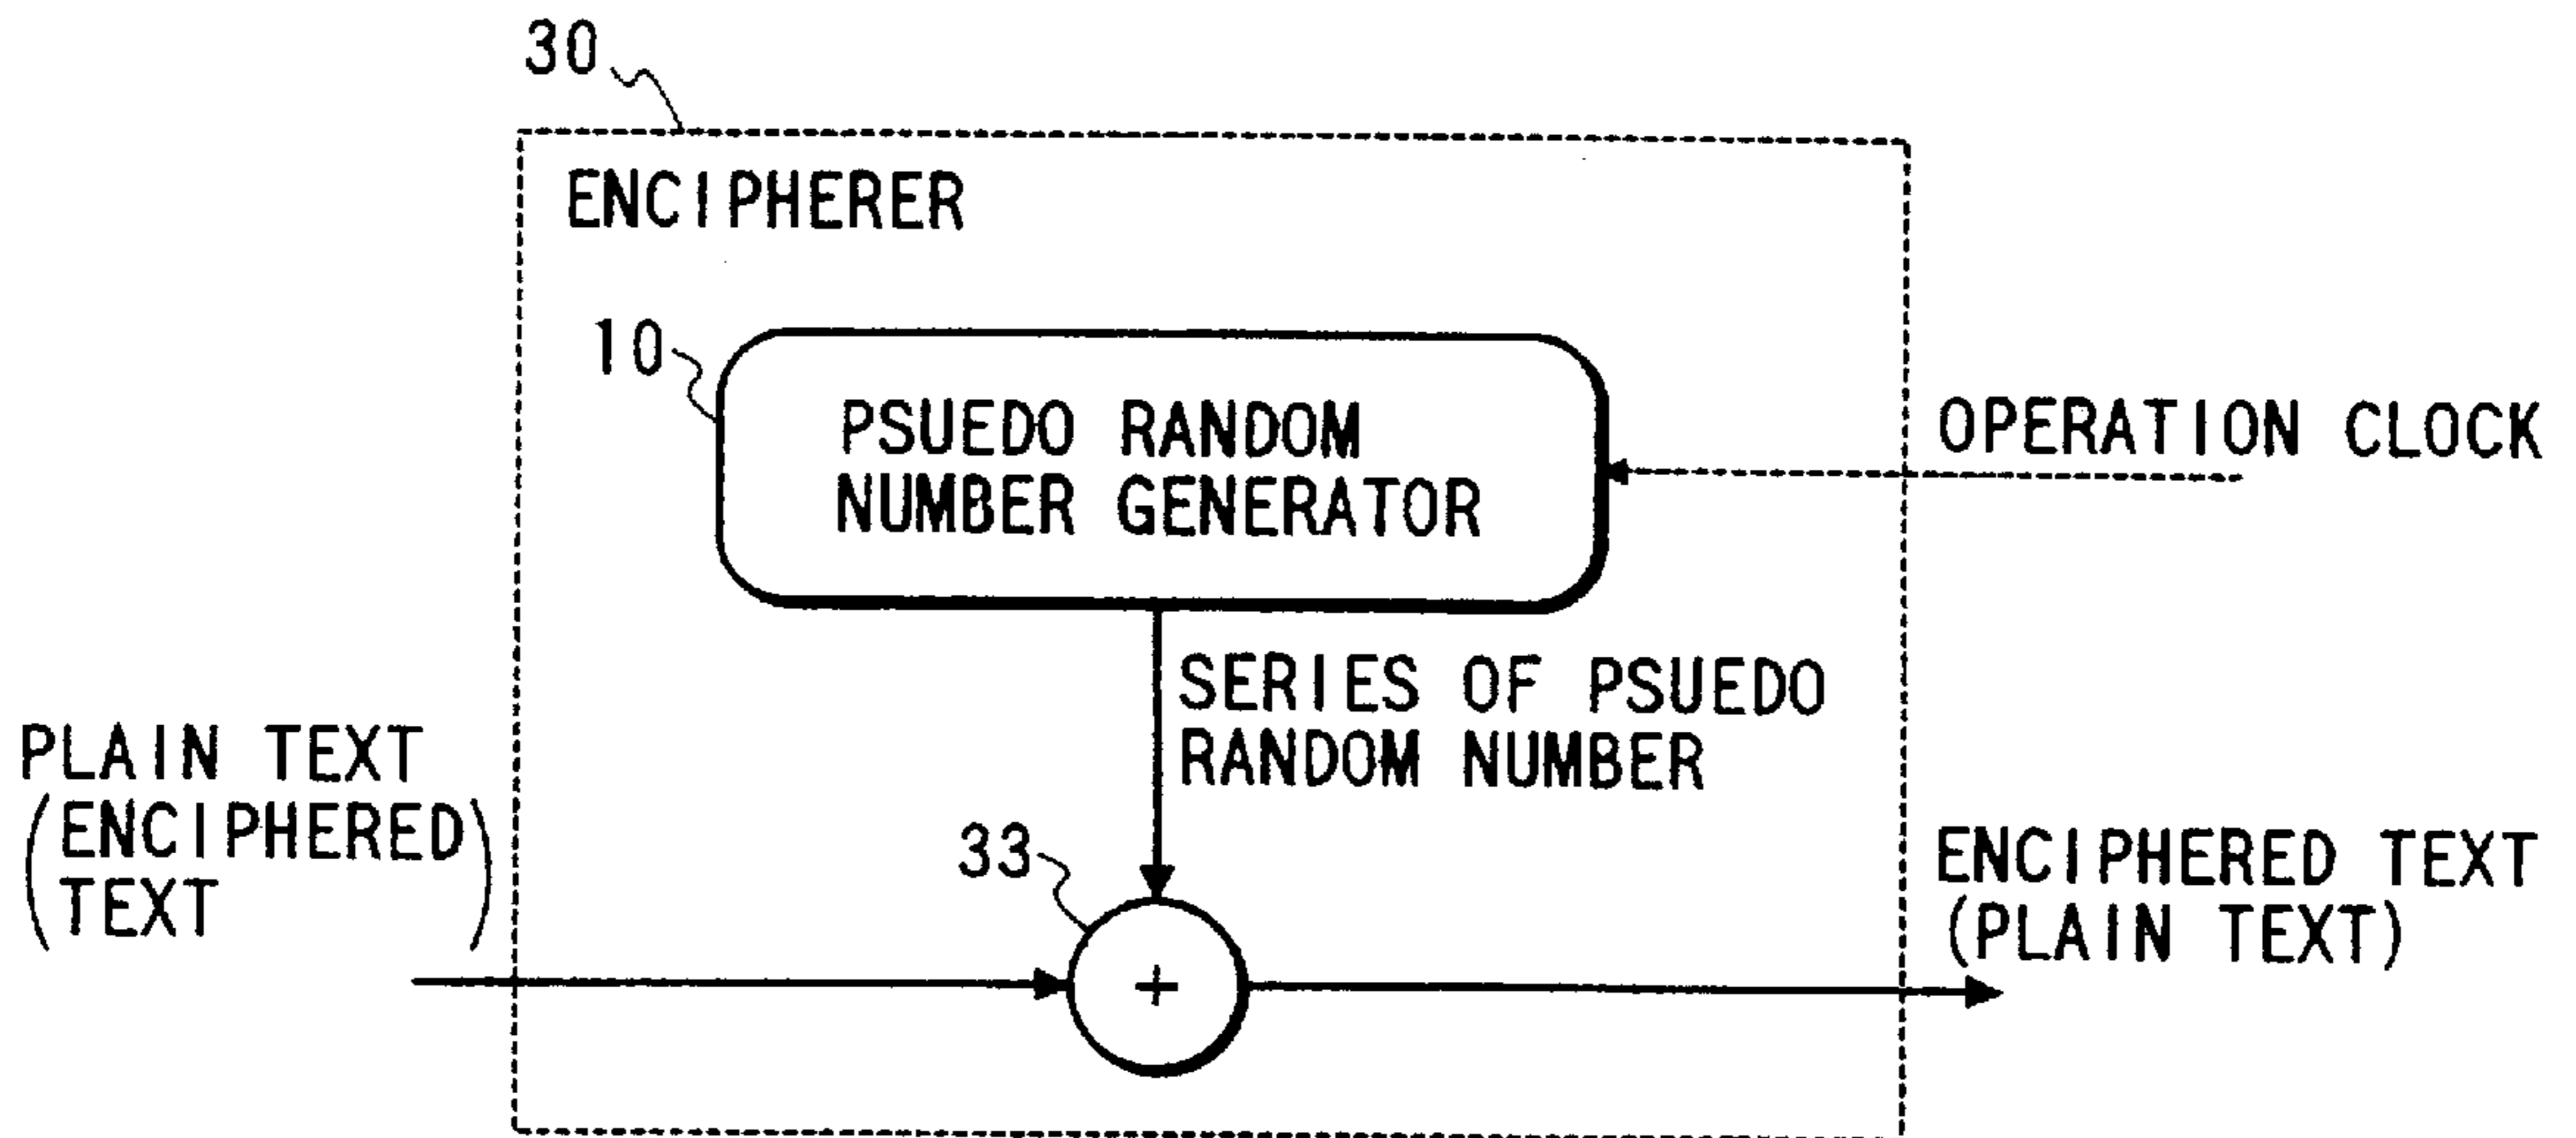 30
ENCIPHERER
10
PSUEDO RANDOM
NUMBER GENERATOR
OPERATION CLOCK
SERIES OF PSUEDO
RANDOM NUMBER
PLAIN TEXT
(ENCIPHERED
TEXT)
33
+
ENCIPHERED TEXT
(PLAIN TEXT)